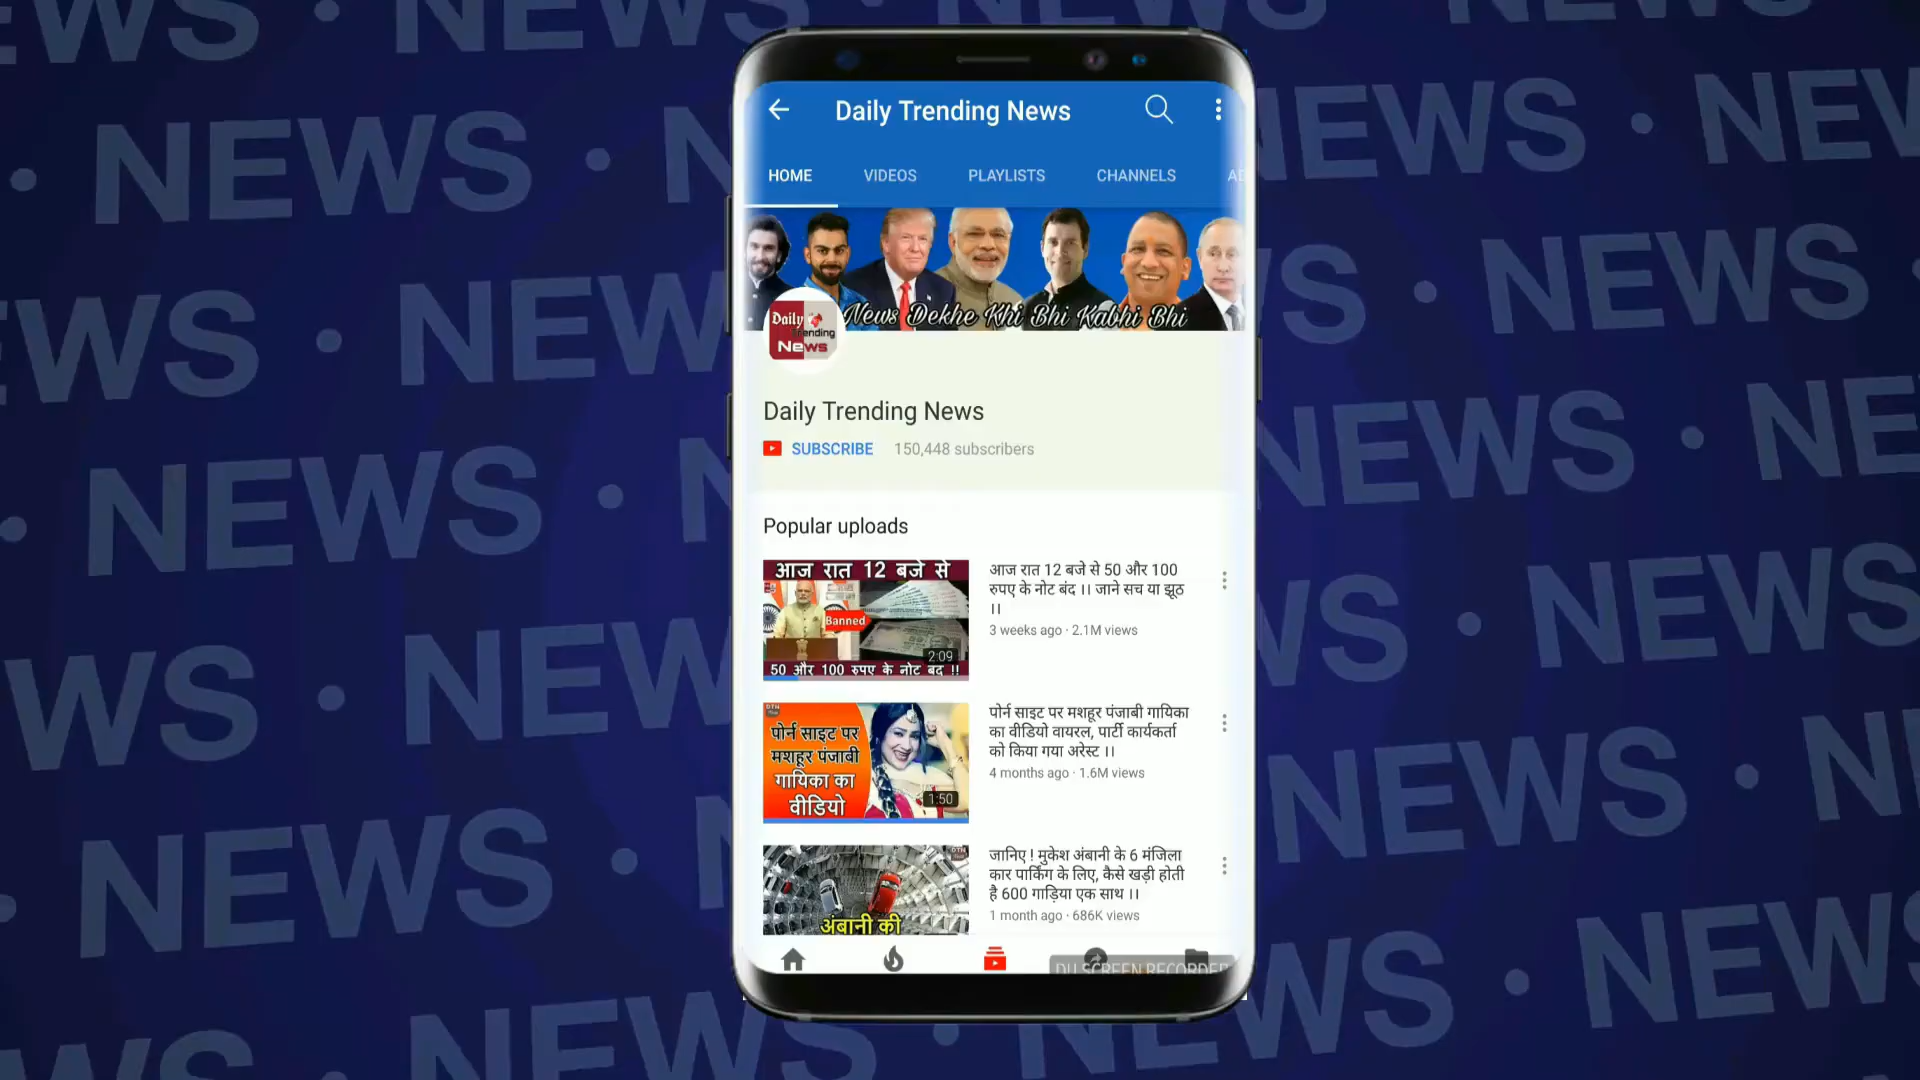 NEWS
Daily Trending News
HOME VIDEOS PLAYLISTS CHANNELS
News Dekhe Khi Bhi Kabhi Bhi
Daily
Trending
News
Daily Trending News
SUBSCRIBE 150,448 subscribers
Popular uploads
आज रात 12 बजे से
Banned
2:09
50 और 100 रुपए के नोट बंद !!
आज रात 12 बजे से 50 और 100
रुपए के नोट बंद ।। जाने सच या झूठ
।।
3 weeks ago · 2.1M views
DTN
पोर्न साइट पर
मशहूर पंजाबी
गायिका का
वीडियो
1:50
पोर्न साइट पर मशहूर पंजाबी गायिका
का वीडियो वायरल, पार्टी कार्यकर्ता
को किया गया अरेस्ट ।।
4 months ago · 1.6M views
DTN
अंबानी की
जानिए ! मुकेश अंबानी के 6 मंजिला
कार पार्किंग के लिए, कैसे खड़ी होती
है 600 गाड़िया एक साथ ।।
1 month ago · 686K views
DU SCREEN RECORDER